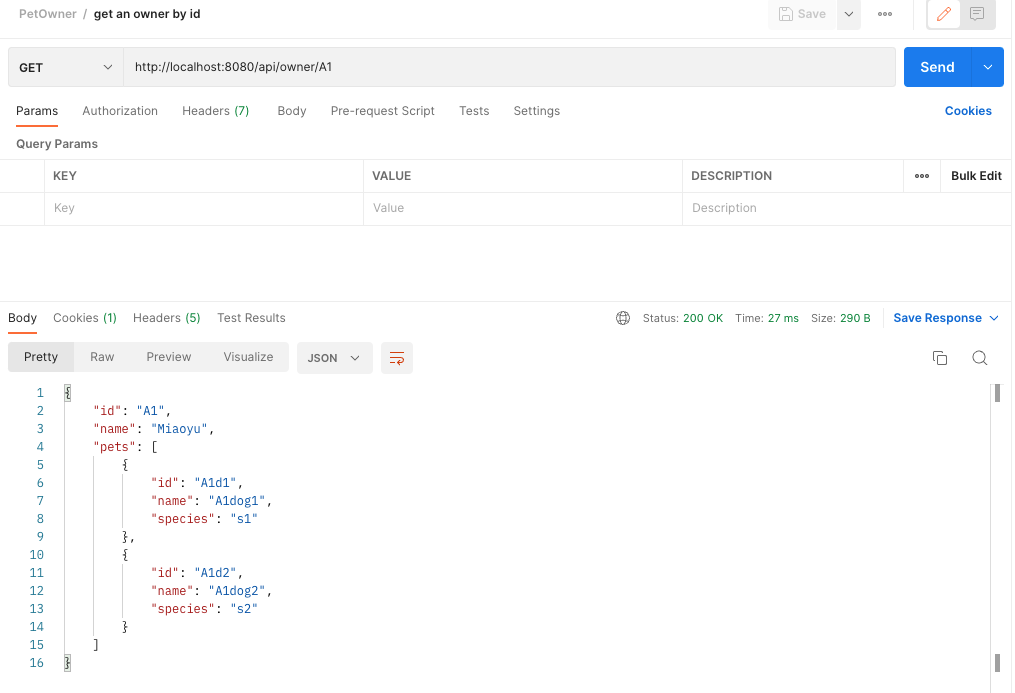 PetOwner / get an owner by id
Save
GET http://localhost:8080/api/owner/A1
Send
Params Authorization Headers (7) Body Pre-request Script Tests Settings Cookies
Query Params
KEY VALUE DESCRIPTION ••• Bulk Edit
Key Value Description
Body Cookies (1) Headers (5) Test Results Status: 200 OK Time: 27 ms Size: 290 B Save Response
Pretty Raw Preview Visualize JSON
1 {
2 "id": "A1",
3 "name": "Miaoyu",
4 "pets": [
5 {
6 "id": "A1d1",
7 "name": "A1dog1",
8 "species": "s1"
9 },
10 {
11 "id": "A1d2",
12 "name": "A1dog2",
13 "species": "s2"
14 }
15 ]
16 }